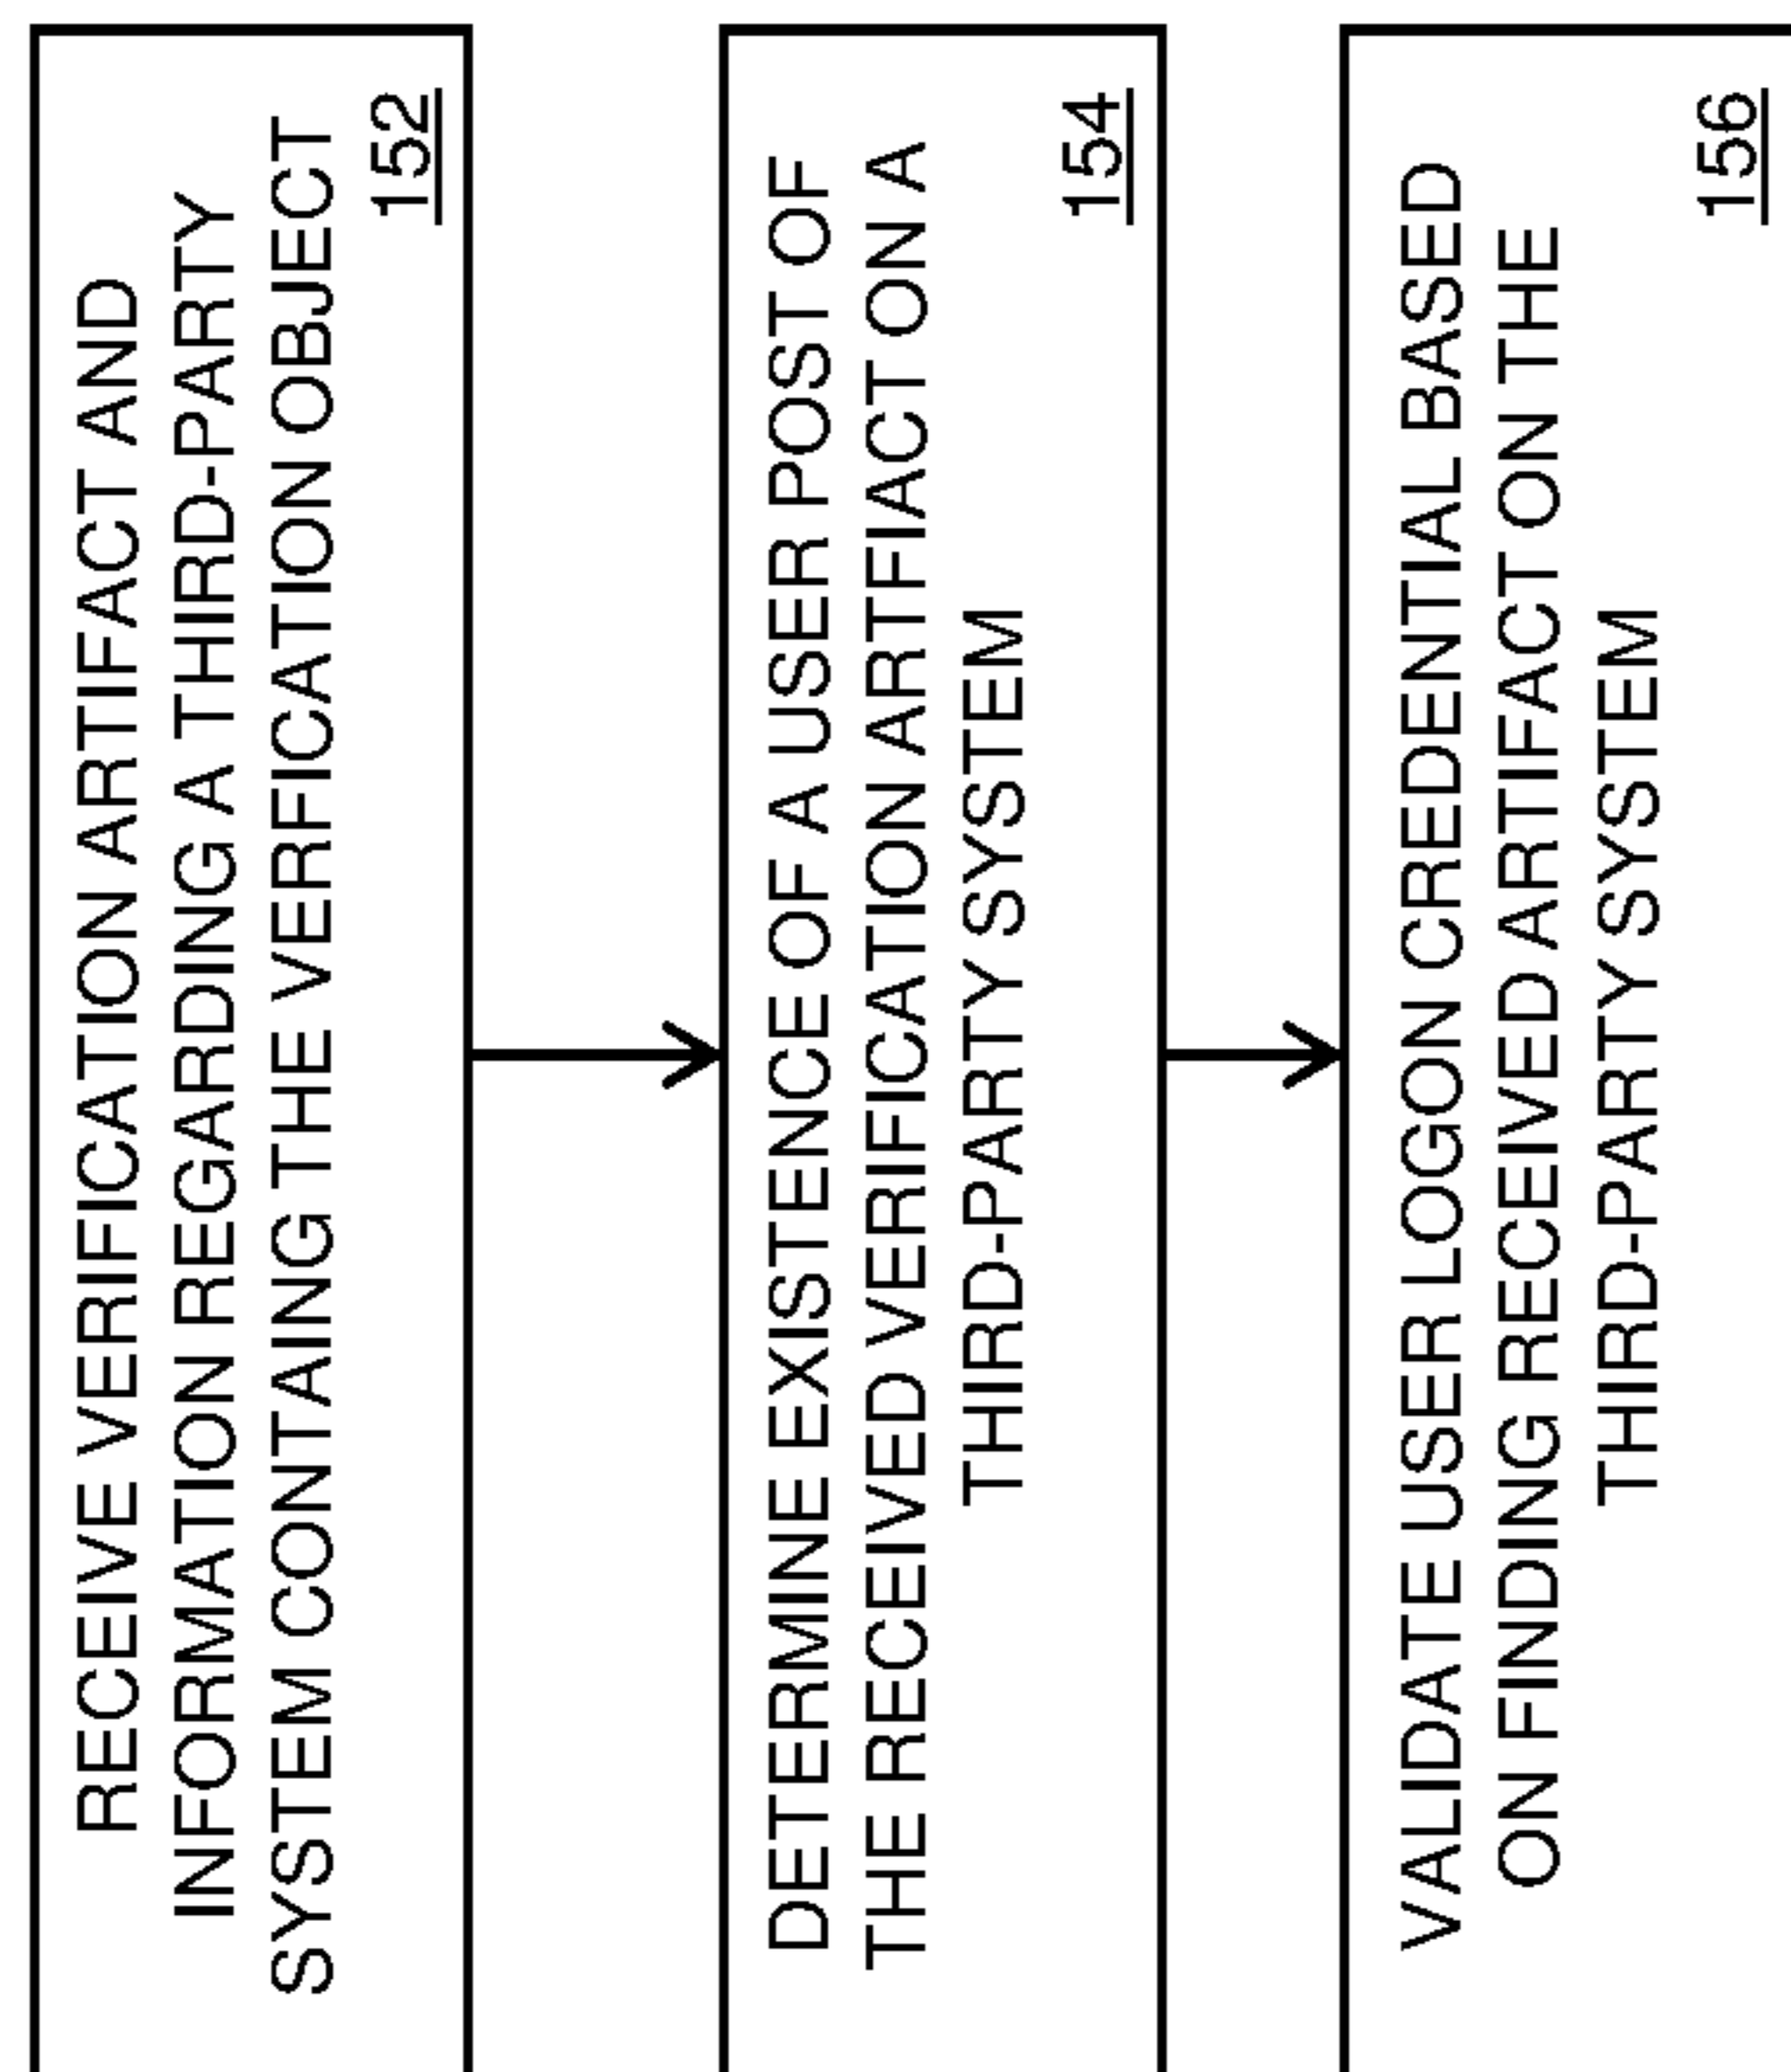 RECEIVE VERIFICATION ARTIFACT AND
INFORMATION REGARDING A THIRD-PARTY
SYSTEM CONTAINING THE VERFICATION OBJECT
152
DETERMINE EXISTENCE OF A USER POST OF
THE RECEIVED VERIFICATION ARTFIACT ON A
THIRD-PARTY SYSTEM
154
VALIDATE USER LOGON CREDENTIAL BASED
ON FINDING RECEIVED ARTIFACT ON THE
THIRD-PARTY SYSTEM
156